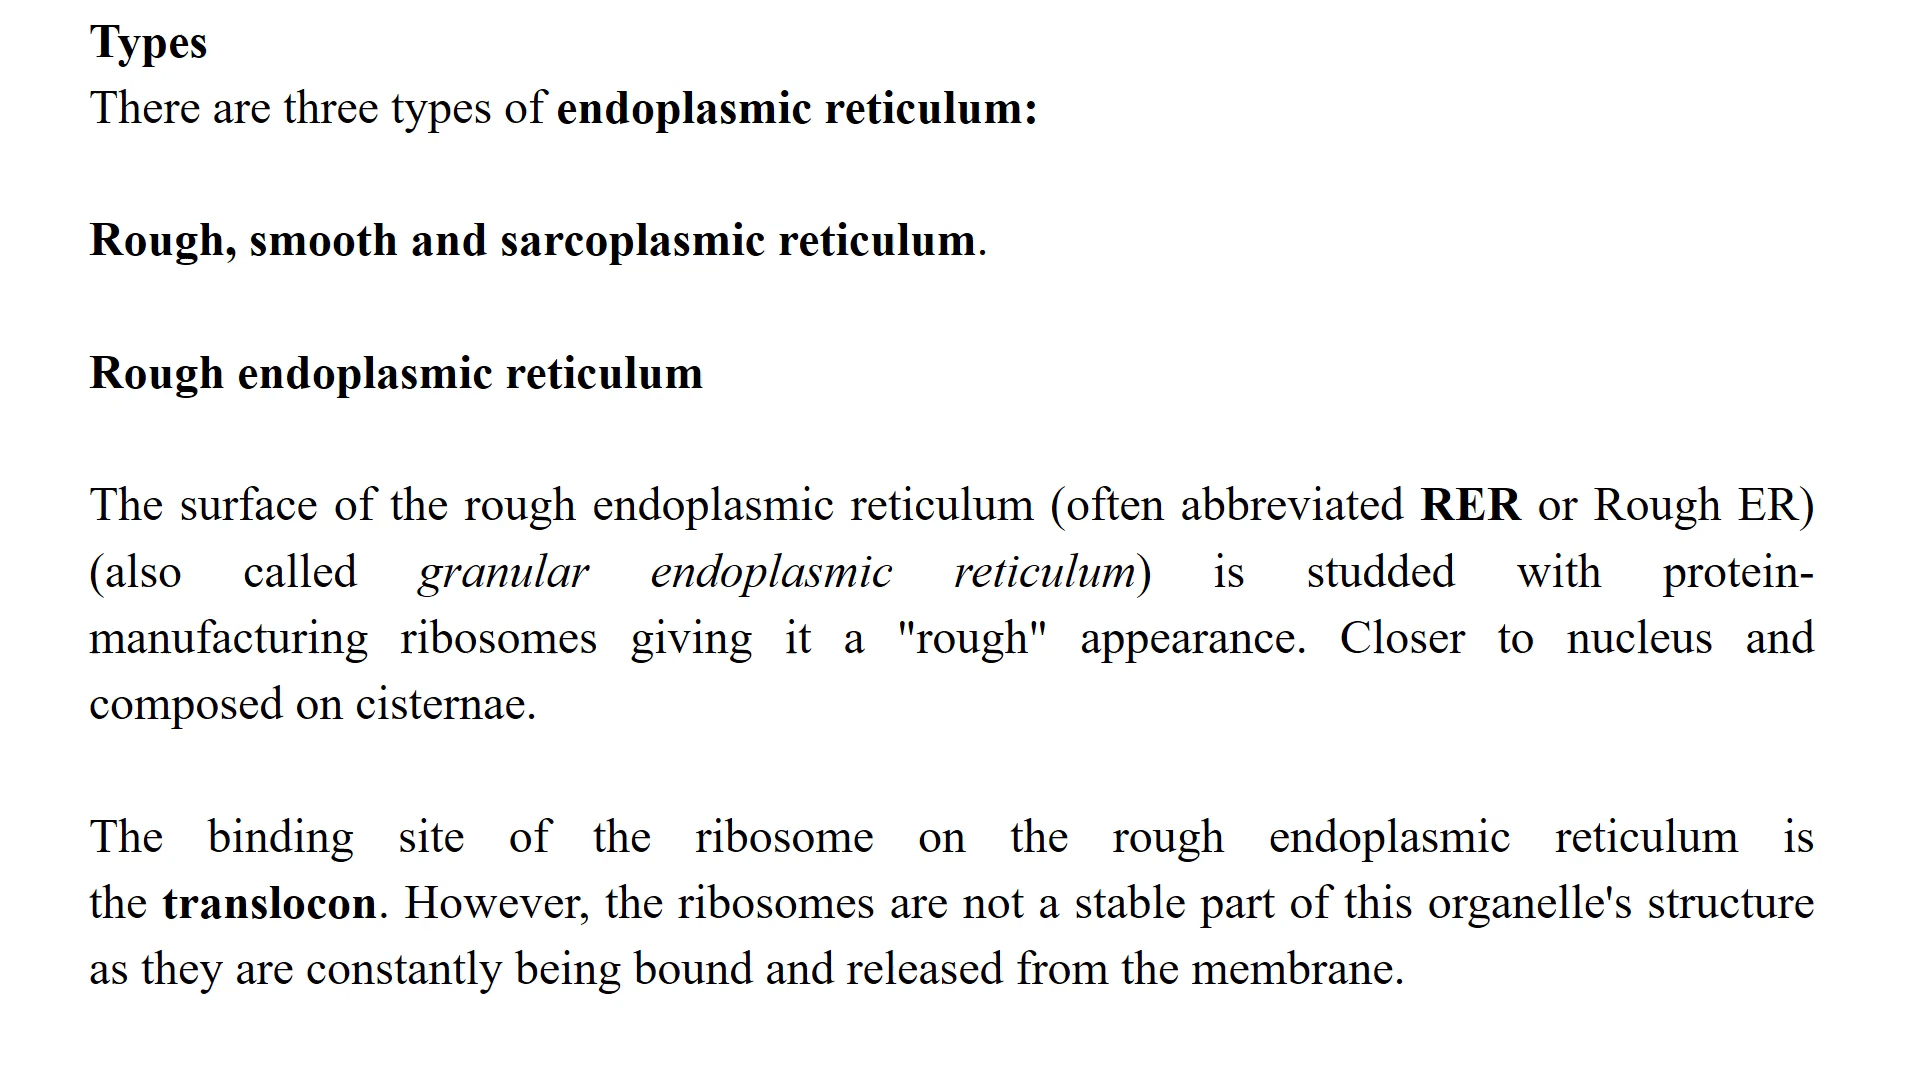 Types
There are three types of endoplasmic reticulum:
Rough, smooth and sarcoplasmic reticulum.
Rough endoplasmic reticulum
The surface of the rough endoplasmic reticulum (often abbreviated RER or Rough ER)
(also called granular endoplasmic reticulum) is studded with protein-
manufacturing ribosomes giving it a "rough" appearance. Closer to nucleus and
composed on cisternae.
The binding site of the ribosome on the rough endoplasmic reticulum is
the translocon. However, the ribosomes are not a stable part of this organelle's structure
as they are constantly being bound and released from the membrane.